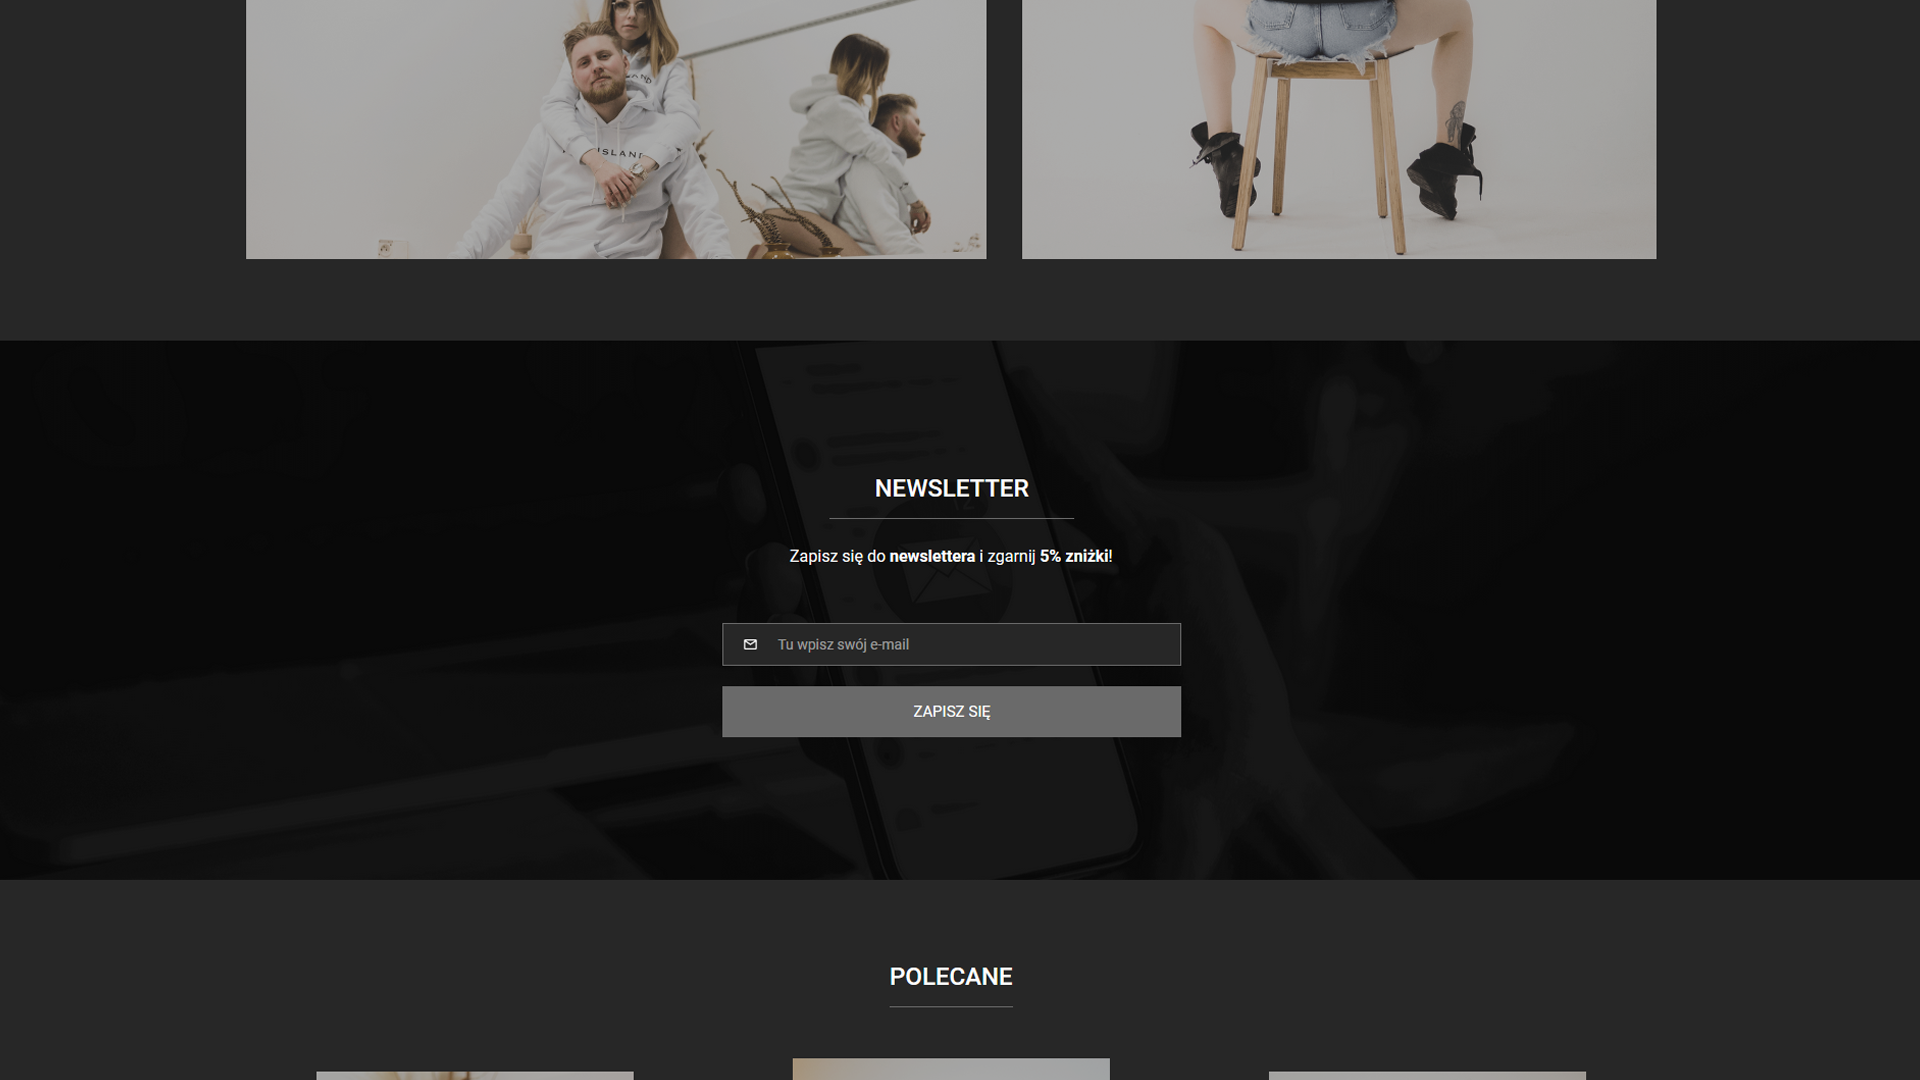 NEWSLETTER
Zapisz się do newslettera i zgarnij 5% zniżki!
Tu wpisz swój e-mail
ZAPISZ SIĘ
POLECANE